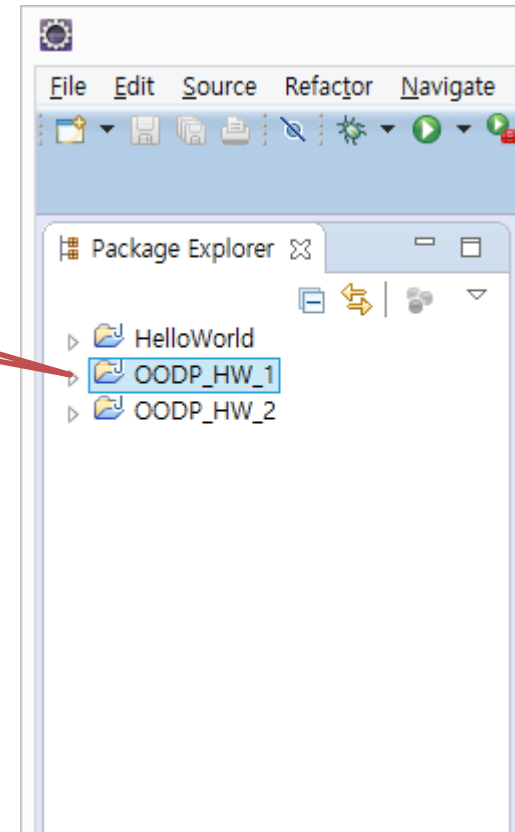 File Edit Source Refactor Navigate
Package Explorer
HelloWorld
OODP_HW_1
OODP_HW_2